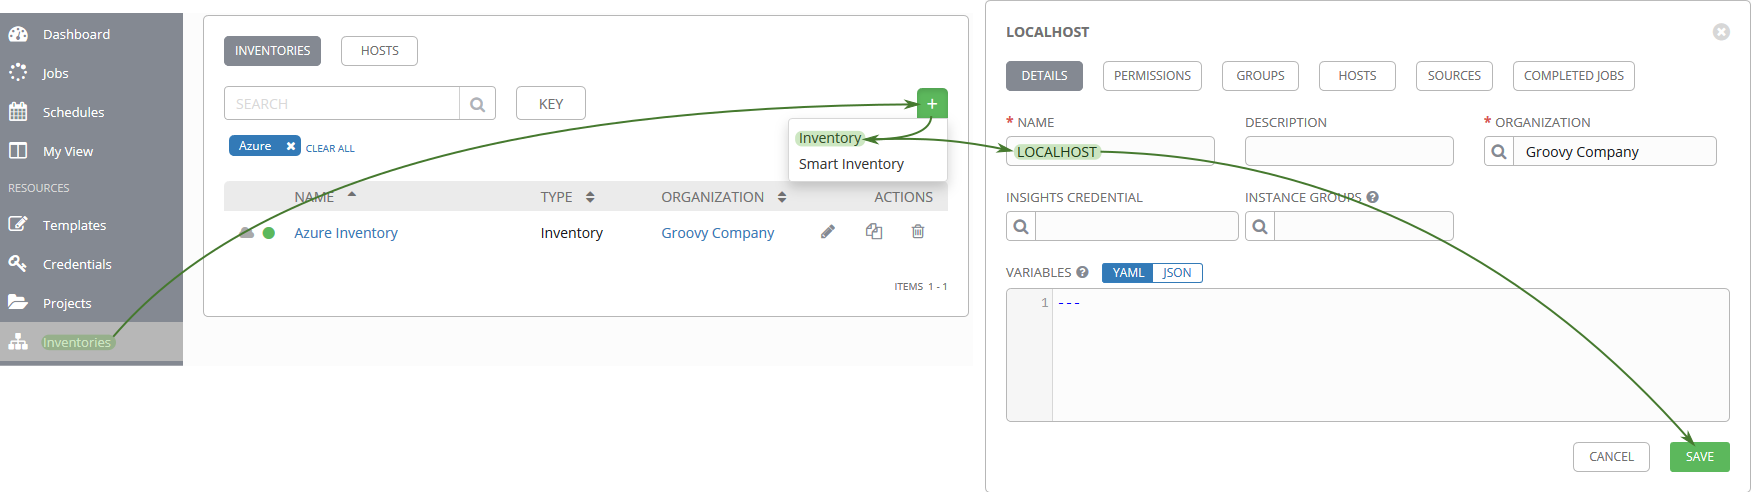 Dashboard
Jobs
Schedules
My View
RESOURCES
Templates
Credentials
Projects
Inventories
INVENTORIES HOSTS
SEARCH KEY +
Azure CLEAR ALL
Inventory
Smart Inventory
NAME TYPE ORGANIZATION ACTIONS
Azure Inventory Inventory Groovy Company
ITEMS 1 - 1
LOCALHOST
DETAILS PERMISSIONS GROUPS HOSTS SOURCES COMPLETED JOBS
* NAME DESCRIPTION * ORGANIZATION
LOCALHOST Groovy Company
INSIGHTS CREDENTIAL INSTANCE GROUPS ?
VARIABLES ? YAML JSON
1 ---
CANCEL SAVE